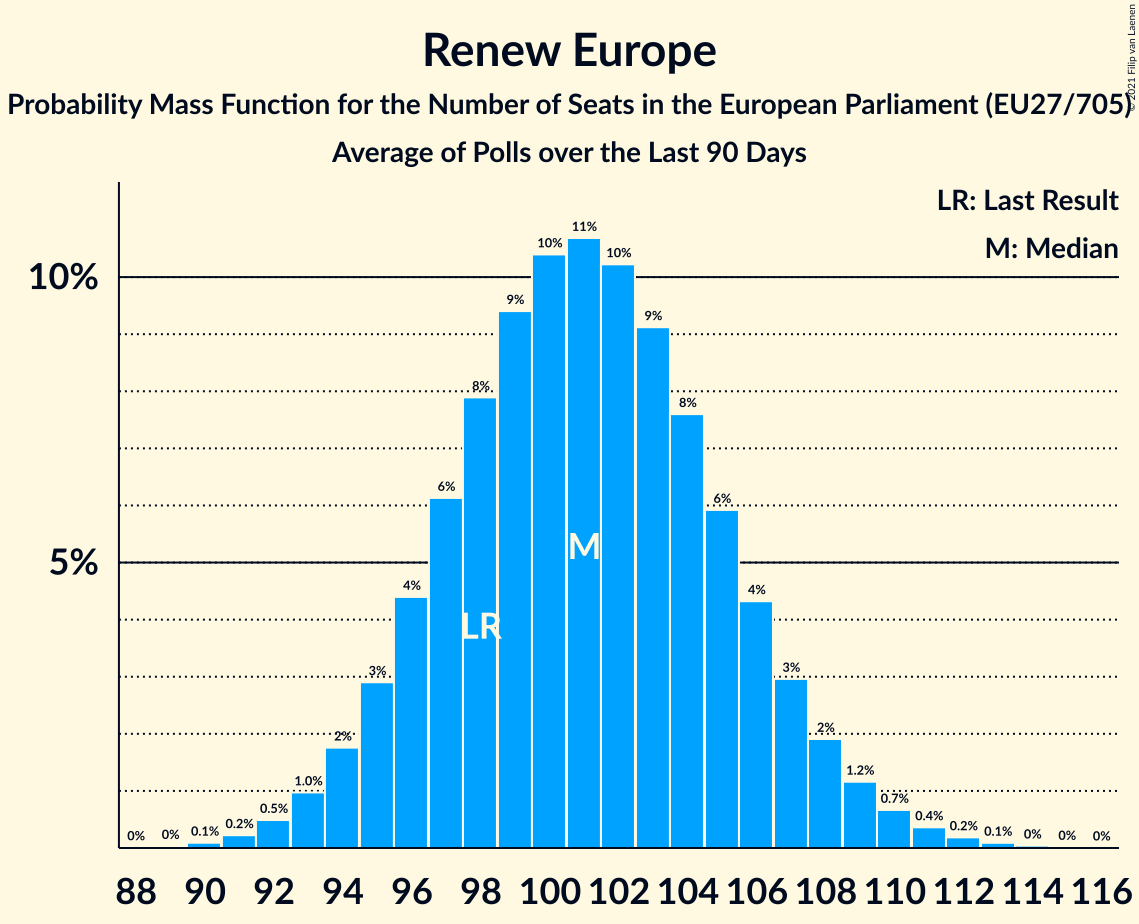 Renew Europe
Probability Mass Function for the Number of Seats in the European Parliament (EU27/705)
Average of Polls over the Last 90 Days
© 2021 Filip van Laenen
LR: Last Result
M: Median
10%
5%
0% 0% 0.1% 0.2% 0.5% 1.0% 2% 3% 4% 6% 8% 9% 10% 11% 10% 9% 8% 6% 4% 3% 2% 1.2% 0.7% 0.4% 0.2% 0.1% 0% 0% 0%
M
LR
88 90 92 94 96 98 100 102 104 106 108 110 112 114 116